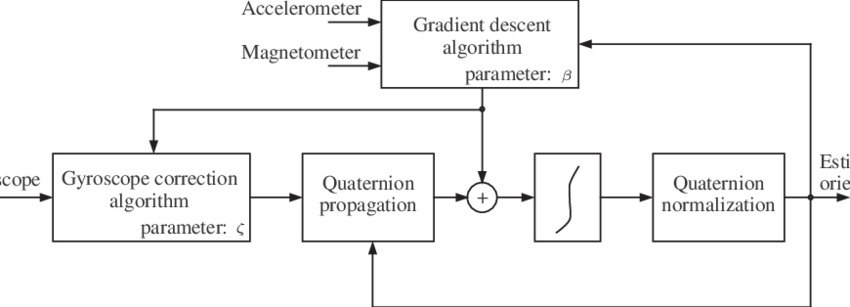 Accelerometer
Magnetometer
Gradient descent
algorithm
parameter: β
Gyroscope correction
algorithm
parameter: ζ
Quaternion
propagation
+
Quaternion
normalization